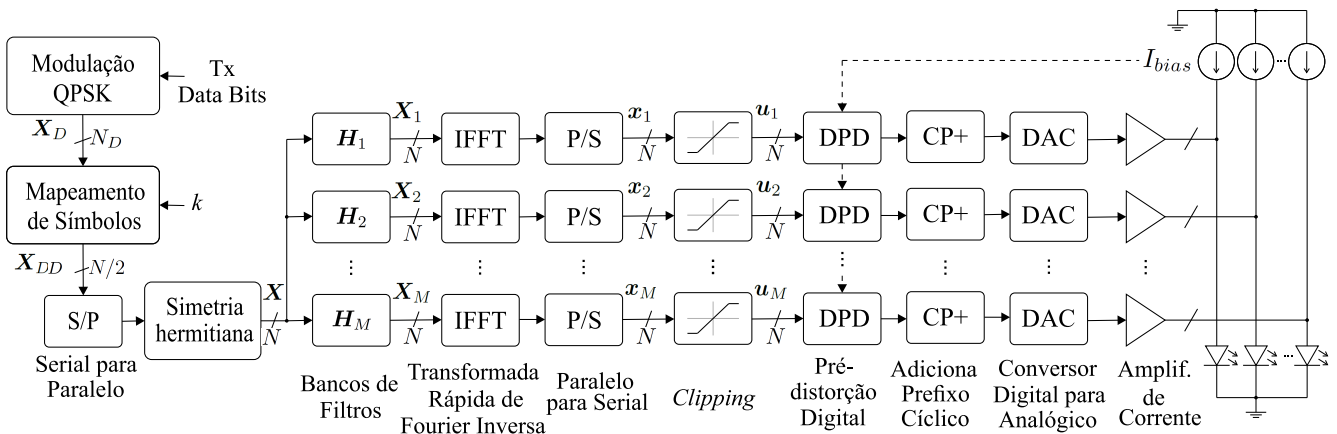 Modulação
QPSK
Tx
Data Bits
X_D
N_D
Mapeamento
de Símbolos
k
X_DD
N/2
S/P
Serial para
Paralelo
Simetria
hermitiana
X
N
H_1
X_1
N
IFFT
P/S
x_1
N
u_1
N
DPD
CP+
DAC
I_bias
...
H_2
X_2
N
IFFT
P/S
x_2
N
u_2
N
DPD
CP+
DAC
⋮
⋮
⋮
⋮
⋮
⋮
⋮
⋮
H_M
X_M
N
IFFT
P/S
x_M
N
u_M
N
DPD
CP+
DAC
...
Bancos de
Filtros
Transformada
Rápida de
Fourier Inversa
Paralelo
para Serial
Clipping
Pré-
distorção
Digital
Adiciona
Prefixo
Cíclico
Conversor
Digital para
Analógico
Amplif.
de
Corrente